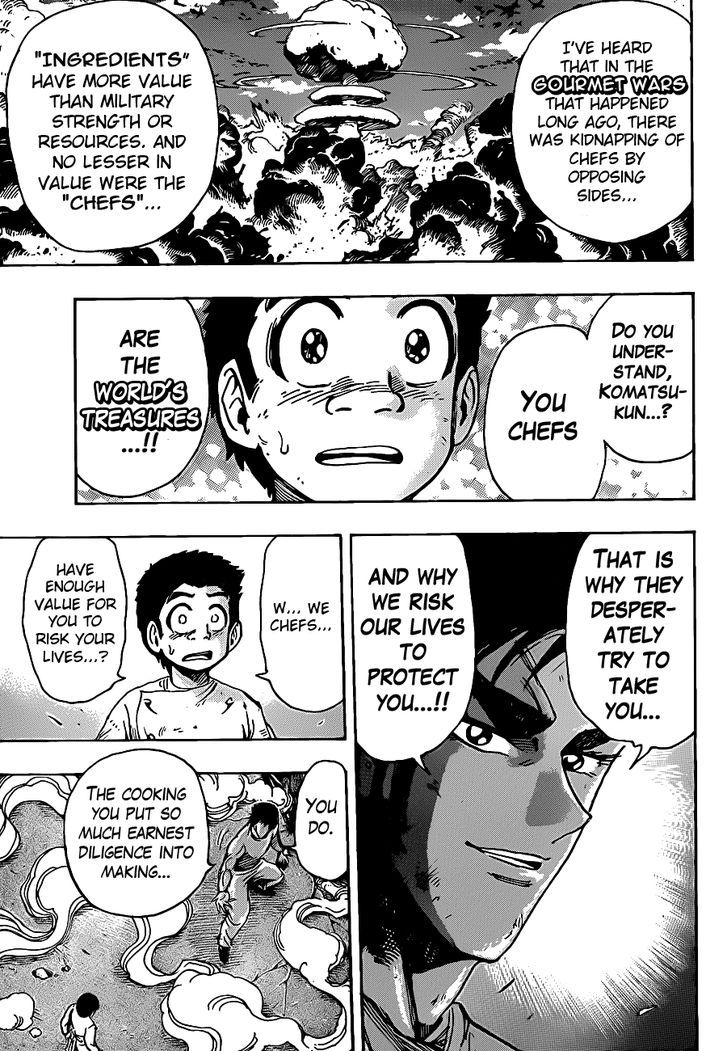 I'VE HEARD
THAT IN THE
GOURMET WARS
THAT HAPPENED
LONG AGO, THERE
WAS KIDNAPPING OF
CHEFS BY
OPPOSING
SIDES...
"INGREDIENTS"
HAVE MORE VALUE
THAN MILITARY
STRENGTH OR
RESOURCES. AND
NO LESSER IN
VALUE WERE THE
"CHEFS"...
DO YOU
UNDER-
STAND,
KOMATSU-
KUN...?
YOU
CHEFS
ARE
THE
WORLD'S
TREASURES
...!!
THAT IS
WHY THEY
DESPER-
ATELY
TRY TO
TAKE
YOU...
AND WHY
WE RISK
OUR LIVES
TO
PROTECT
YOU...!!
W... WE
CHEFS...
HAVE
ENOUGH
VALUE FOR
YOU TO
RISK YOUR
LIVES...?
YOU
DO.
THE COOKING
YOU PUT SO
MUCH EARNEST
DILIGENCE INTO
MAKING...